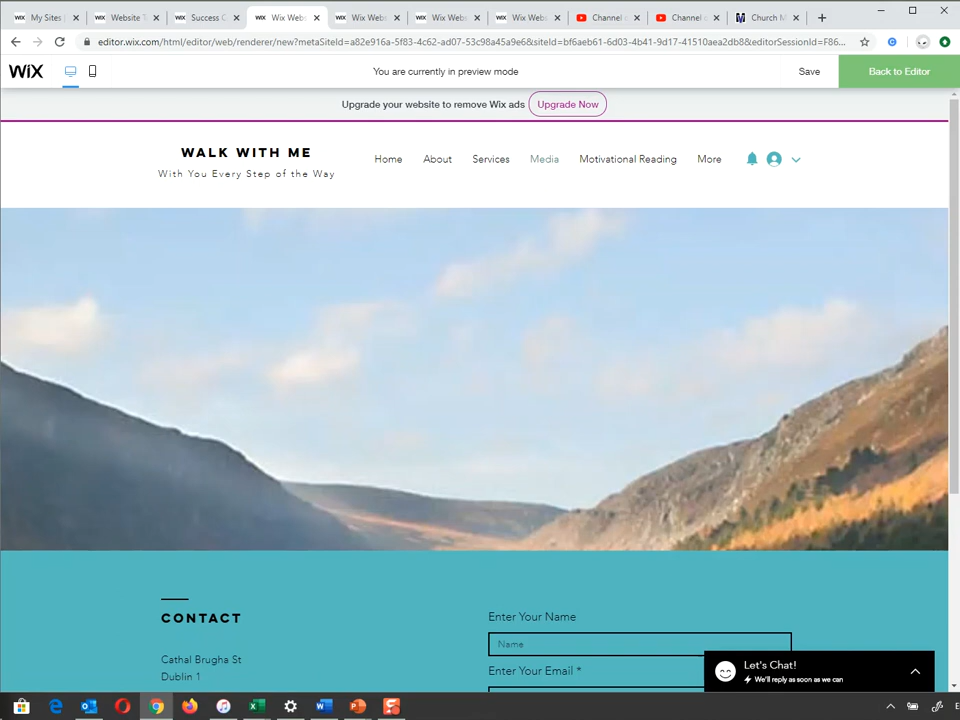 My Sites
Website T
Success C
Wix Webs
Wix Webs
Wix Webs
Wix Webs
Channel c
Channel c
Church M
editor.wix.com/html/editor/web/renderer/new?metaSiteId=a82e916a-5f83-4c62-ad07-53c98a45a9e6&siteId=bf6aeb61-6d03-4b41-9d17-41510aea2db8&editorSessionId=F86...
WiX
You are currently in preview mode
Save
Back to Editor
Upgrade your website to remove Wix ads
Upgrade Now
WALK WITH ME
With You Every Step of the Way
Home
About
Services
Media
Motivational Reading
More
CONTACT
Cathal Brugha St
Dublin 1
Enter Your Name
Name
Enter Your Email *
Let's Chat!
We'll reply as soon as we can